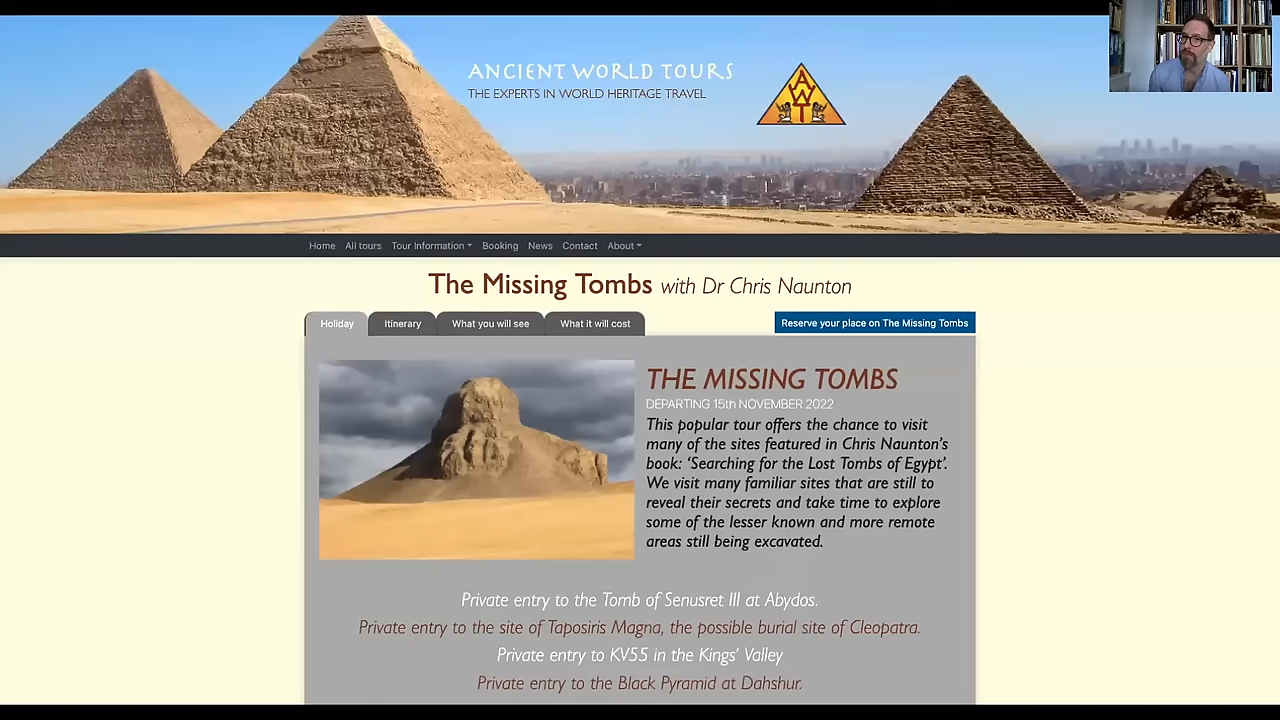 ANCIENT WORLD TOURS
THE EXPERTS IN WORLD HERITAGE TRAVEL
AWT
Home All tours Tour Information Booking News Contact About
The Missing Tombs with Dr Chris Naunton
Holiday Itinerary What you will see What it will cost
Reserve your place on The Missing Tombs
THE MISSING TOMBS
DEPARTING 15th NOVEMBER 2022
This popular tour offers the chance to visit
many of the sites featured in Chris Naunton's
book: 'Searching for the Lost Tombs of Egypt'.
We visit many familiar sites that are still to
reveal their secrets and take time to explore
some of the lesser known and more remote
areas still being excavated.
Private entry to the Tomb of Senusret III at Abydos.
Private entry to the site of Taposiris Magna, the possible burial site of Cleopatra.
Private entry to KV55 in the Kings' Valley
Private entry to the Black Pyramid at Dahshur.